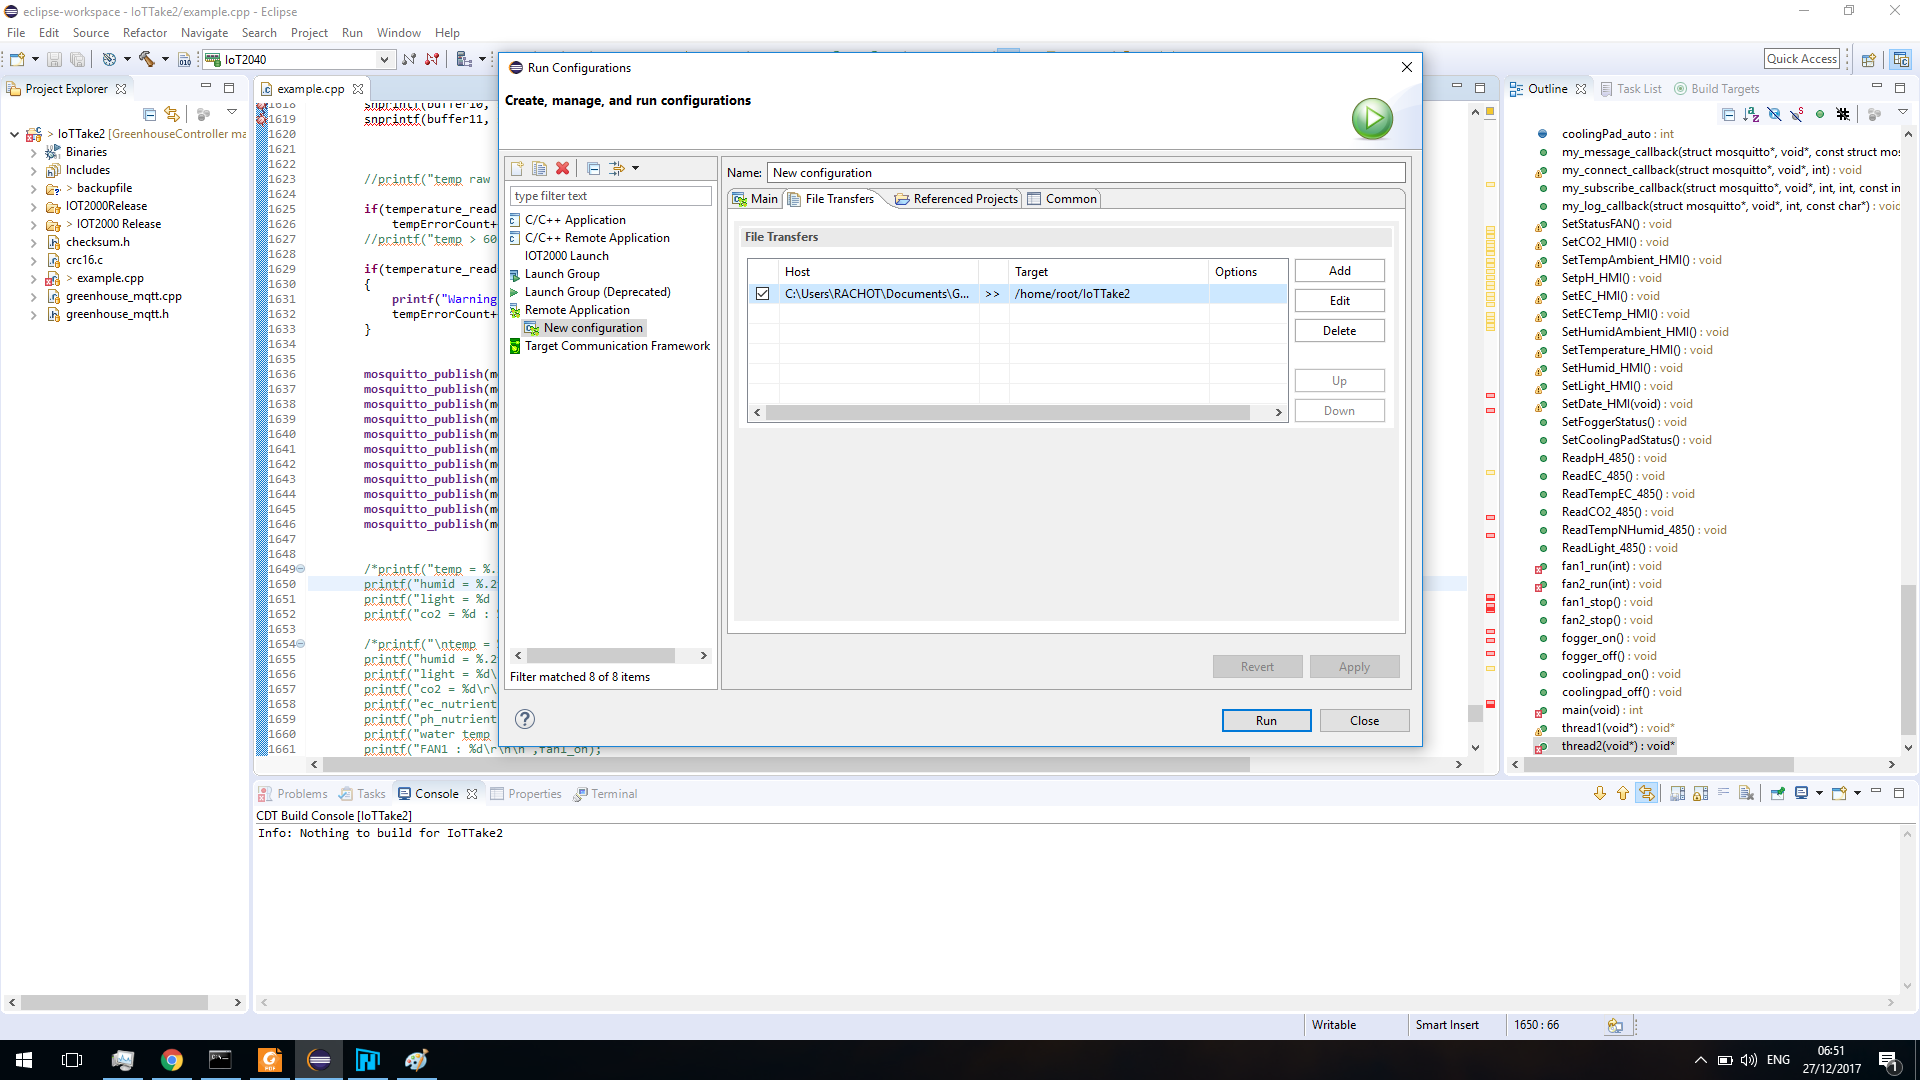 eclipse-workspace - IoTTake2/example.cpp - Eclipse
File Edit Source Refactor Navigate Search Project Run Window Help
IoT2040
Quick Access
Project Explorer
IoTTake2 [GreenhouseController ma
Binaries
Includes
> backupfile
IOT2000Release
> IOT2000 Release
checksum.h
crc16.c
> example.cpp
greenhouse_mqtt.cpp
greenhouse_mqtt.h
example.cpp
1618 snprintf(buffer10,
1619 snprintf(buffer11,
1620
1621
1622
1623 //printf("temp raw
1624
1625 if(temperature_read
1626 tempErrorCount+
1627 //printf("temp > 60
1628
1629 if(temperature_read
1630 {
1631 printf("Warning
1632 tempErrorCount+
1633 }
1634
1635
1636 mosquitto_publish(m
1637 mosquitto_publish(m
1638 mosquitto_publish(m
1639 mosquitto_publish(m
1640 mosquitto_publish(m
1641 mosquitto_publish(m
1642 mosquitto_publish(m
1643 mosquitto_publish(m
1644 mosquitto_publish(m
1645 mosquitto_publish(m
1646 mosquitto_publish(m
1647
1648
1649 /*printf("temp = %.
1650 printf("humid = %.2
1651 printf("light = %d
1652 printf("co2 = %d :
1653
1654 /*printf("\ntemp = %
1655 printf("humid = %.2
1656 printf("light = %d\
1657 printf("co2 = %d\r\
1658 printf("ec_nutrient
1659 printf("ph_nutrient
1660 printf("water temp
1661 printf("FAN1 : %d\r\n\n",fan1_on);
Run Configurations
Create, manage, and run configurations
type filter text
C/C++ Application
C/C++ Remote Application
IOT2000 Launch
Launch Group
Launch Group (Deprecated)
Remote Application
New configuration
Target Communication Framework
Filter matched 8 of 8 items
Name: New configuration
Main File Transfers Referenced Projects Common
File Transfers
Host Target Options
C:\Users\RACHOT\Documents\G... >> /home/root/IoTTake2
Add
Edit
Delete
Up
Down
Revert Apply
Run Close
Outline Task List Build Targets
coolingPad_auto : int
my_message_callback(struct mosquitto*, void*, const struct mos
my_connect_callback(struct mosquitto*, void*, int) : void
my_subscribe_callback(struct mosquitto*, void*, int, int, const in
my_log_callback(struct mosquitto*, void*, int, const char*) : voic
SetStatusFAN() : void
SetCO2_HMI() : void
SetTempAmbient_HMI() : void
SetpH_HMI() : void
SetEC_HMI() : void
SetECTemp_HMI() : void
SetHumidAmbient_HMI() : void
SetTemperature_HMI() : void
SetHumid_HMI() : void
SetLight_HMI() : void
SetDate_HMI(void) : void
SetFoggerStatus() : void
SetCoolingPadStatus() : void
ReadpH_485() : void
ReadEC_485() : void
ReadTempEC_485() : void
ReadCO2_485() : void
ReadTempNHumid_485() : void
ReadLight_485() : void
fan1_run(int) : void
fan2_run(int) : void
fan1_stop() : void
fan2_stop() : void
fogger_on() : void
fogger_off() : void
coolingpad_on() : void
coolingpad_off() : void
main(void) : int
thread1(void*) : void*
thread2(void*) : void*
Problems Tasks Console Properties Terminal
CDT Build Console [IoTTake2]
Info: Nothing to build for IoTTake2
Writable Smart Insert 1650 : 66
ENG
06:51
27/12/2017
1